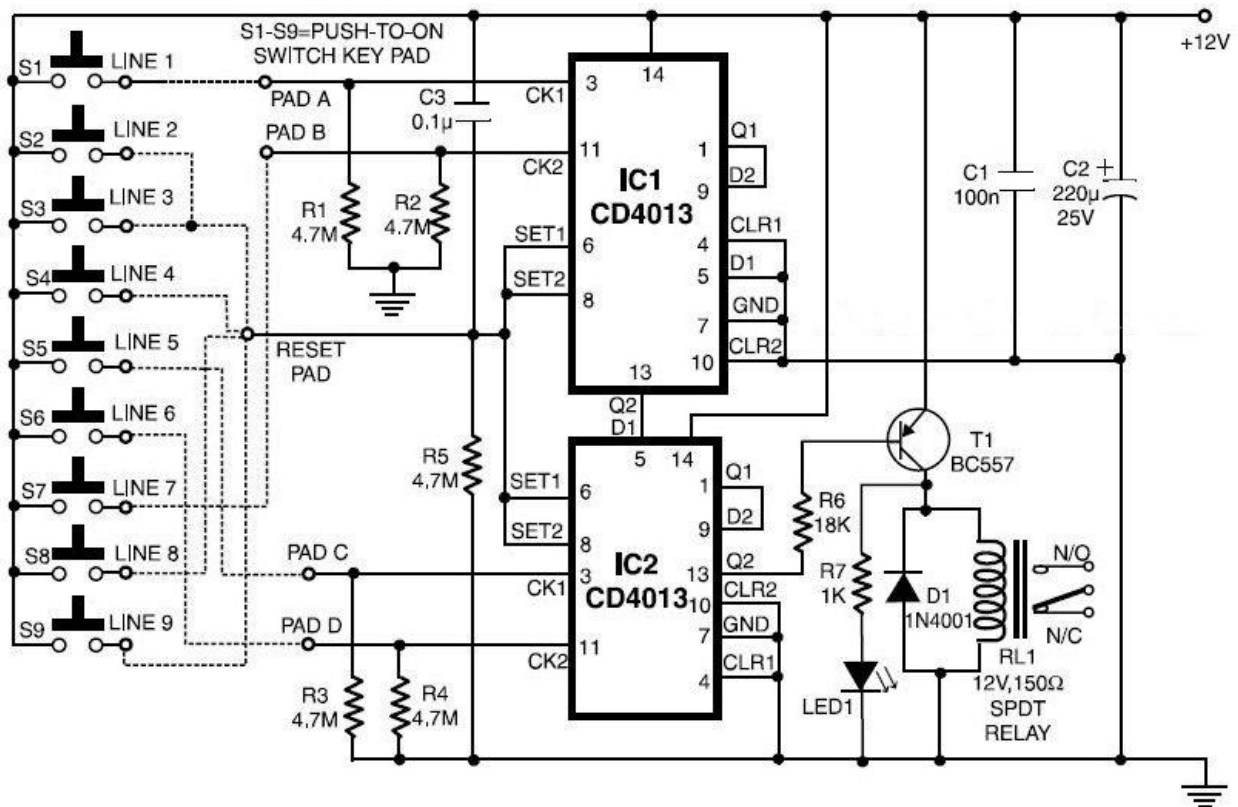 S1-S9=PUSH-TO-ON
SWITCH KEY PAD
+12V
S1
LINE 1
PAD A
CK1
3
14
C3
0.1µ
S2
LINE 2
PAD B
CK2
11
IC1
CD4013
Q1
1
D2
9
C1
100n
C2
+
220µ
25V
S3
LINE 3
R1
4.7M
R2
4.7M
SET1
6
CLR1
4
S4
LINE 4
SET2
8
D1
5
GND
7
RESET
PAD
S5
LINE 5
CLR2
10
13
Q2
D1
S6
LINE 6
5
14
T1
BC557
R5
4.7M
S7
LINE 7
SET1
6
Q1
1
R6
18K
SET2
8
D2
9
S8
LINE 8
PAD C
CK1
3
IC2
CD4013
Q2
13
R7
1K
D1
1N4001
N/O
N/C
CLR2
10
S9
LINE 9
PAD D
CK2
11
GND
7
CLR1
4
RL1
12V,150Ω
SPDT
RELAY
R3
4.7M
R4
4.7M
LED1